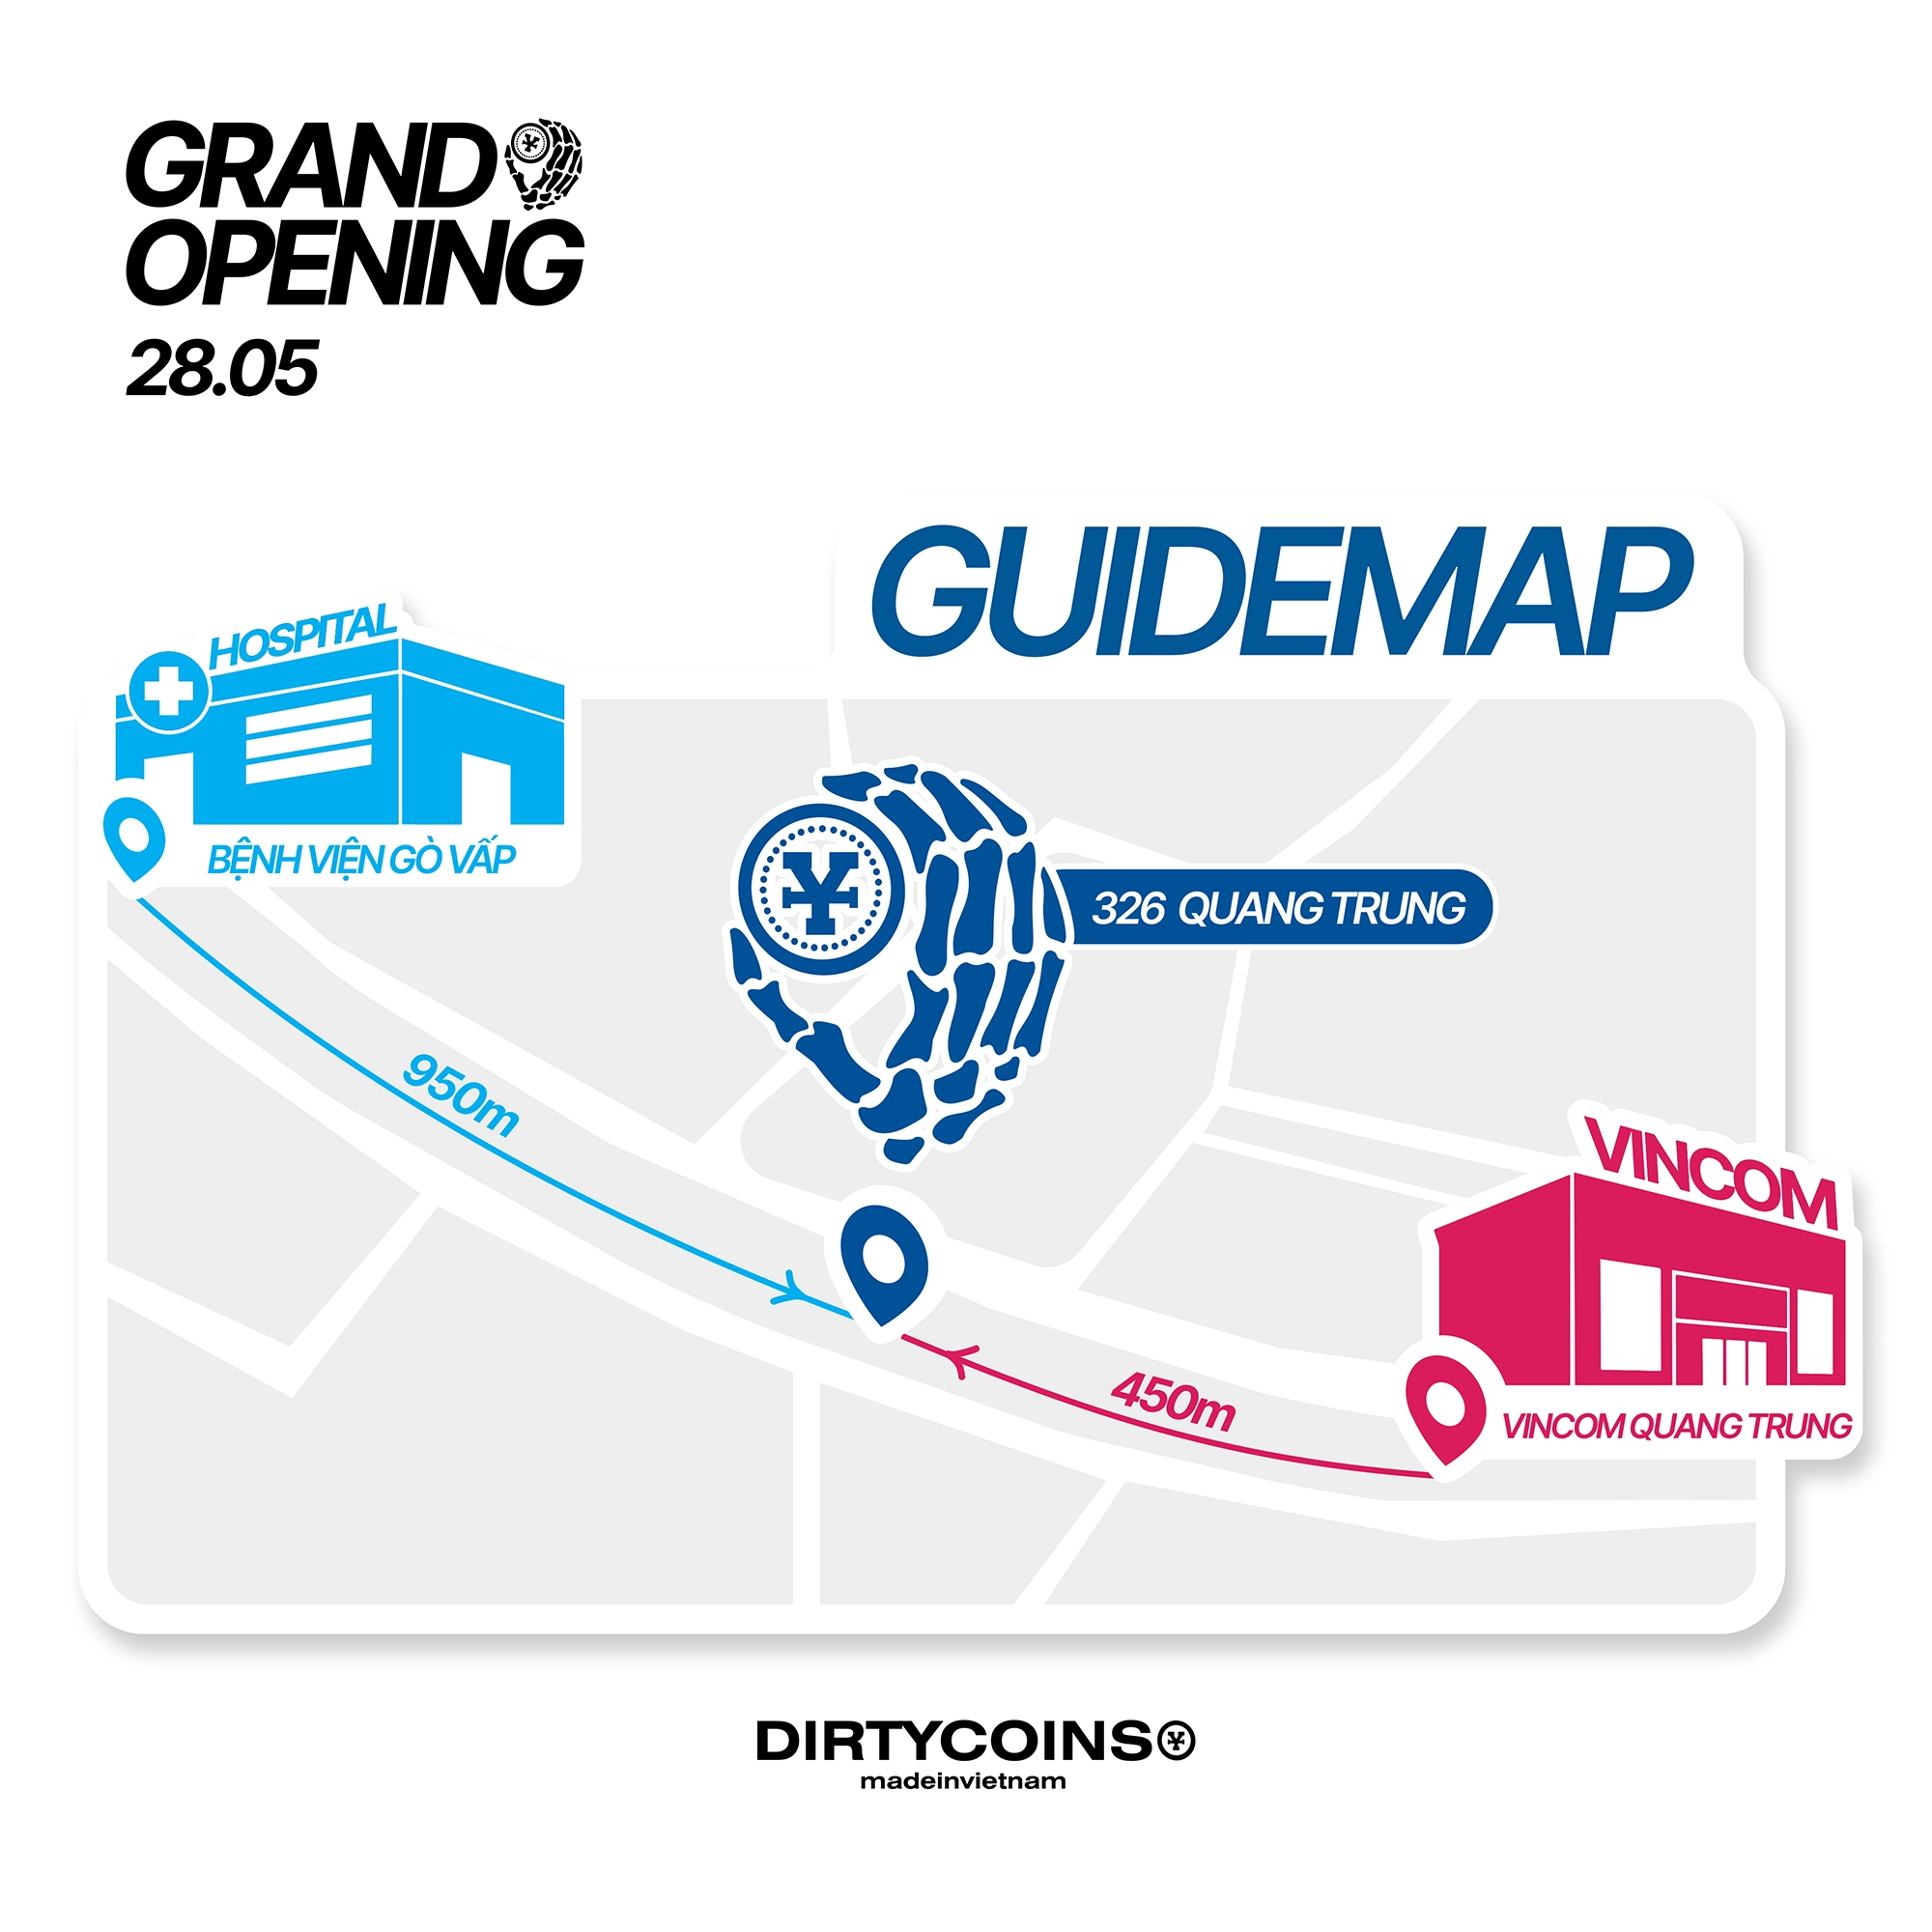 GRAND
OPENING
28.05
GUIDEMAP
HOSPITAL
BỆNH VIỆN GÒ VẤP
326 QUANG TRUNG
950m
VINCOM
450m
VINCOM QUANG TRUNG
DIRTYCOINS
madeinvietnam